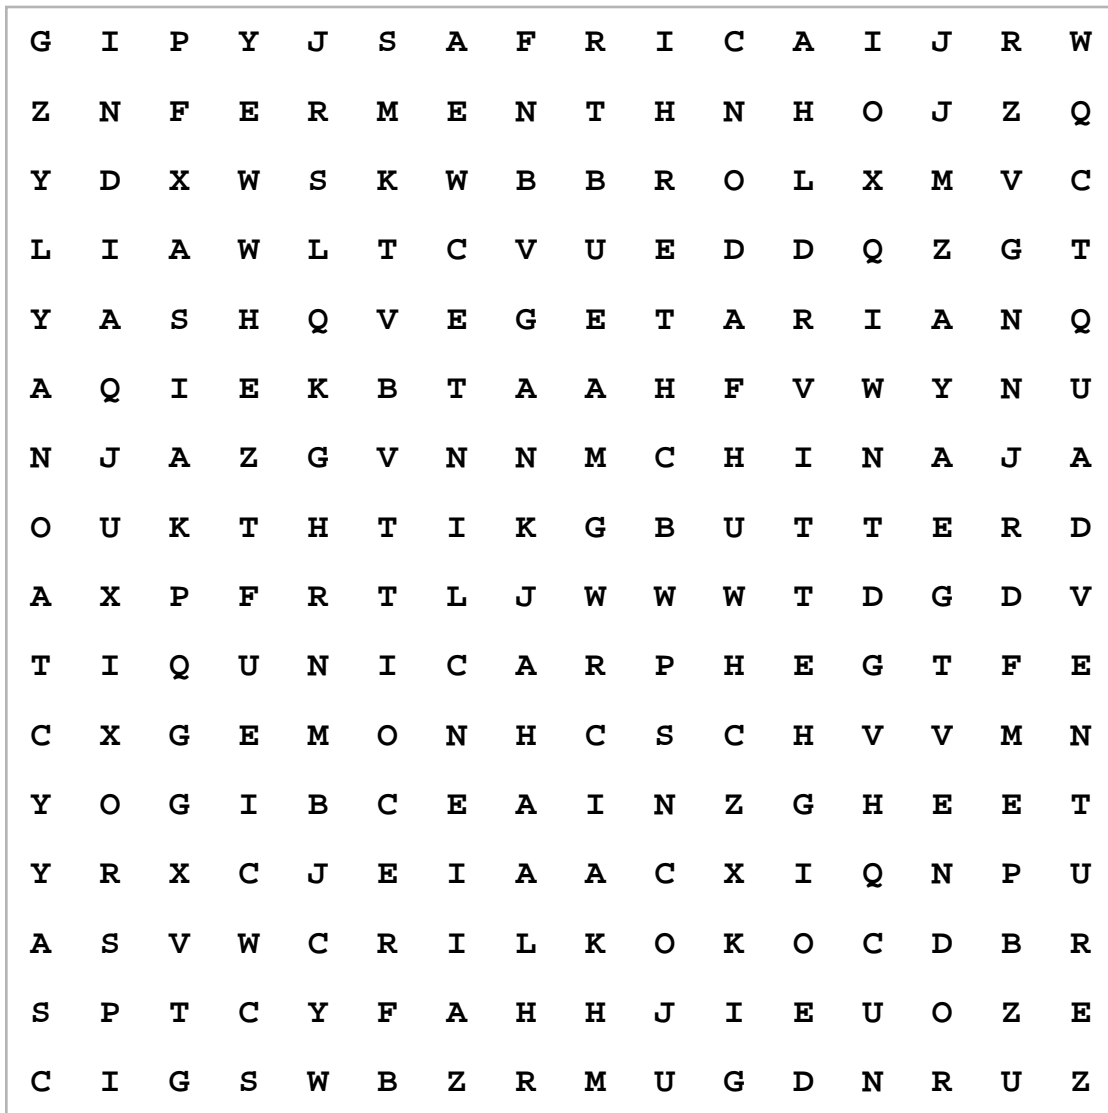 G I P Y J S A F R I C A I J R W
Z N F E R M E N T H N H O J Z Q
Y D X W S K W B B R O L X M V C
L I A W L T C V U E D D Q Z G T
Y A S H Q V E G E T A R I A N Q
A Q I E K B T A A H F V W Y N U
N J A Z G V N N M C H I N A J A
O U K T H T I K G B U T T E R D
A X P F R T L J W W W T D G D V
T I Q U N I C A R P H E G T F E
C X G E M O N H C S C H V V M N
Y O G I B C E A I N Z G H E E T
Y R X C J E I A A C X I Q N P U
A S V W C R I L K O K O C D B R
S P T C Y F A H H J I E U O Z E
C I G S W B Z R M U G D N R U Z